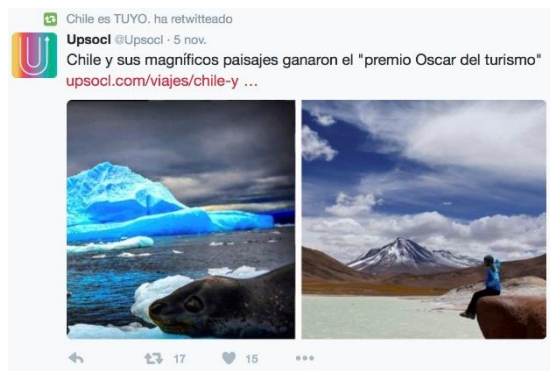 Chile es TUYO. ha retwitteado
Upsocl @Upsocl · 5 nov.
Chile y sus magníficos paisajes ganaron el "premio Oscar del turismo"
upsocl.com/viajes/chile-y ...
17 15